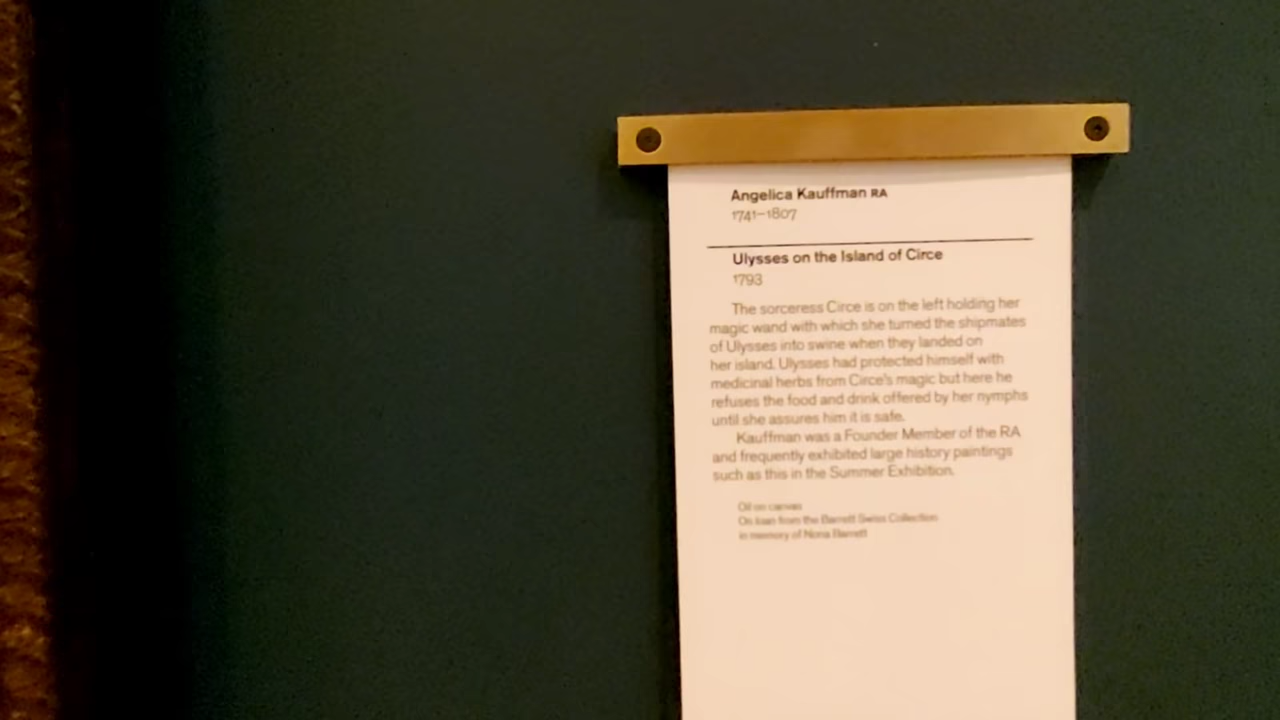 Angelica Kauffman RA
1741–1807
Ulysses on the Island of Circe
1793
The sorceress Circe is on the left holding her
magic wand with which she turned the shipmates
of Ulysses into swine when they landed on
her island. Ulysses had protected himself with
medicinal herbs from Circe's magic but here he
refuses the food and drink offered by her nymphs
until she assures him it is safe.
Kauffman was a Founder Member of the RA
and frequently exhibited large history paintings
such as this in the Summer Exhibition.
Oil on canvas
On loan from the Barrett Swiss Collection
in memory of Nona Barrett